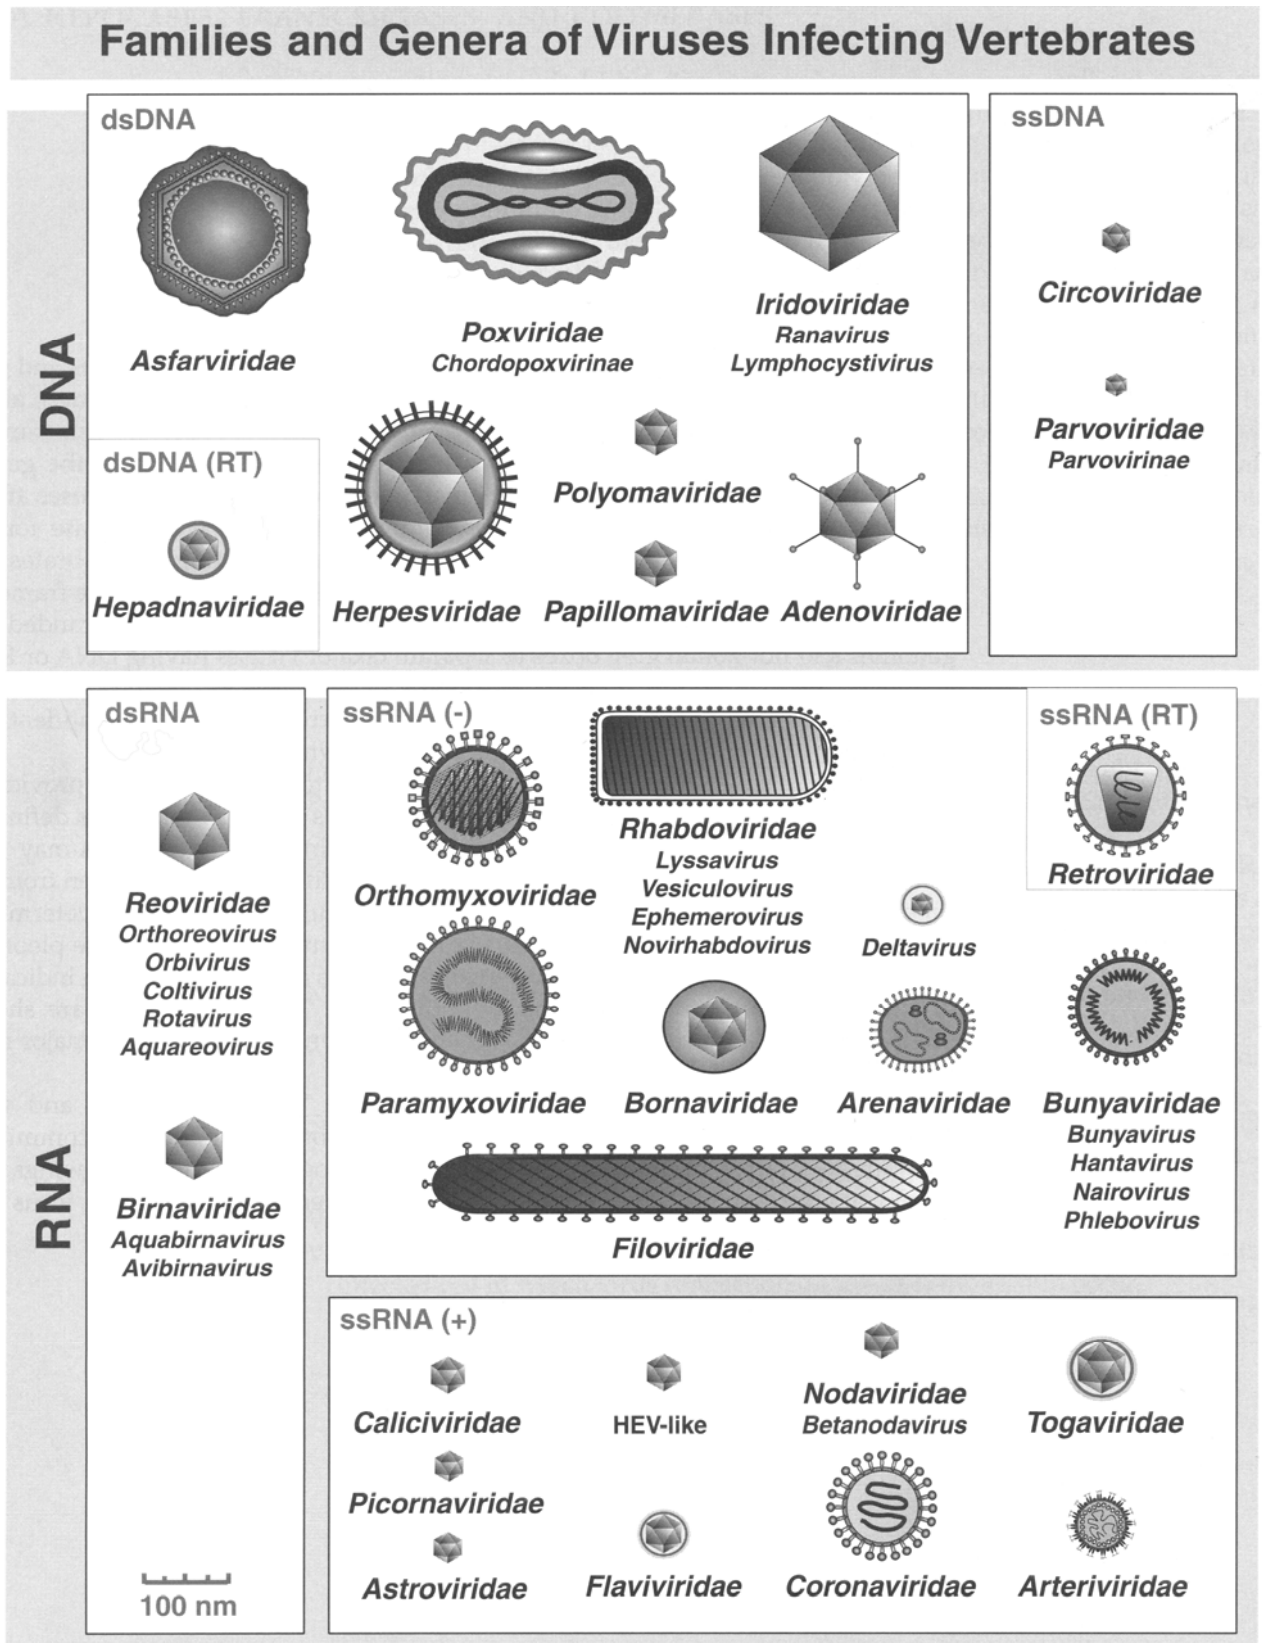 Families and Genera of Viruses Infecting Vertebrates
DNA
dsDNA
Asfarviridae
Poxviridae
Chordopoxvirinae
Iridoviridae
Ranavirus
Lymphocystivirus
dsDNA (RT)
Hepadnaviridae
Herpesviridae
Polyomaviridae
Papillomaviridae
Adenoviridae
ssDNA
Circoviridae
Parvoviridae
Parvovirinae
RNA
dsRNA
Reoviridae
Orthoreovirus
Orbivirus
Coltivirus
Rotavirus
Aquareovirus
Birnaviridae
Aquabirnavirus
Avibirnavirus
100 nm
ssRNA (-)
Orthomyxoviridae
Rhabdoviridae
Lyssavirus
Vesiculovirus
Ephemerovirus
Novirhabdovirus
Deltavirus
ssRNA (RT)
Retroviridae
Paramyxoviridae
Bornaviridae
8
8
Arenaviridae
Bunyaviridae
Bunyavirus
Hantavirus
Nairovirus
Phlebovirus
Filoviridae
ssRNA (+)
Caliciviridae
HEV-like
Nodaviridae
Betanodavirus
Togaviridae
Picornaviridae
Astroviridae
Flaviviridae
Coronaviridae
Arteriviridae